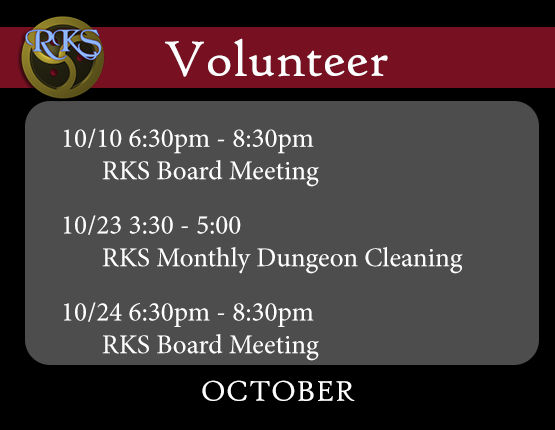 RKS
Volunteer
10/10 6:30pm - 8:30pm
RKS Board Meeting
10/23 3:30 - 5:00
RKS Monthly Dungeon Cleaning
10/24 6:30pm - 8:30pm
RKS Board Meeting
OCTOBER